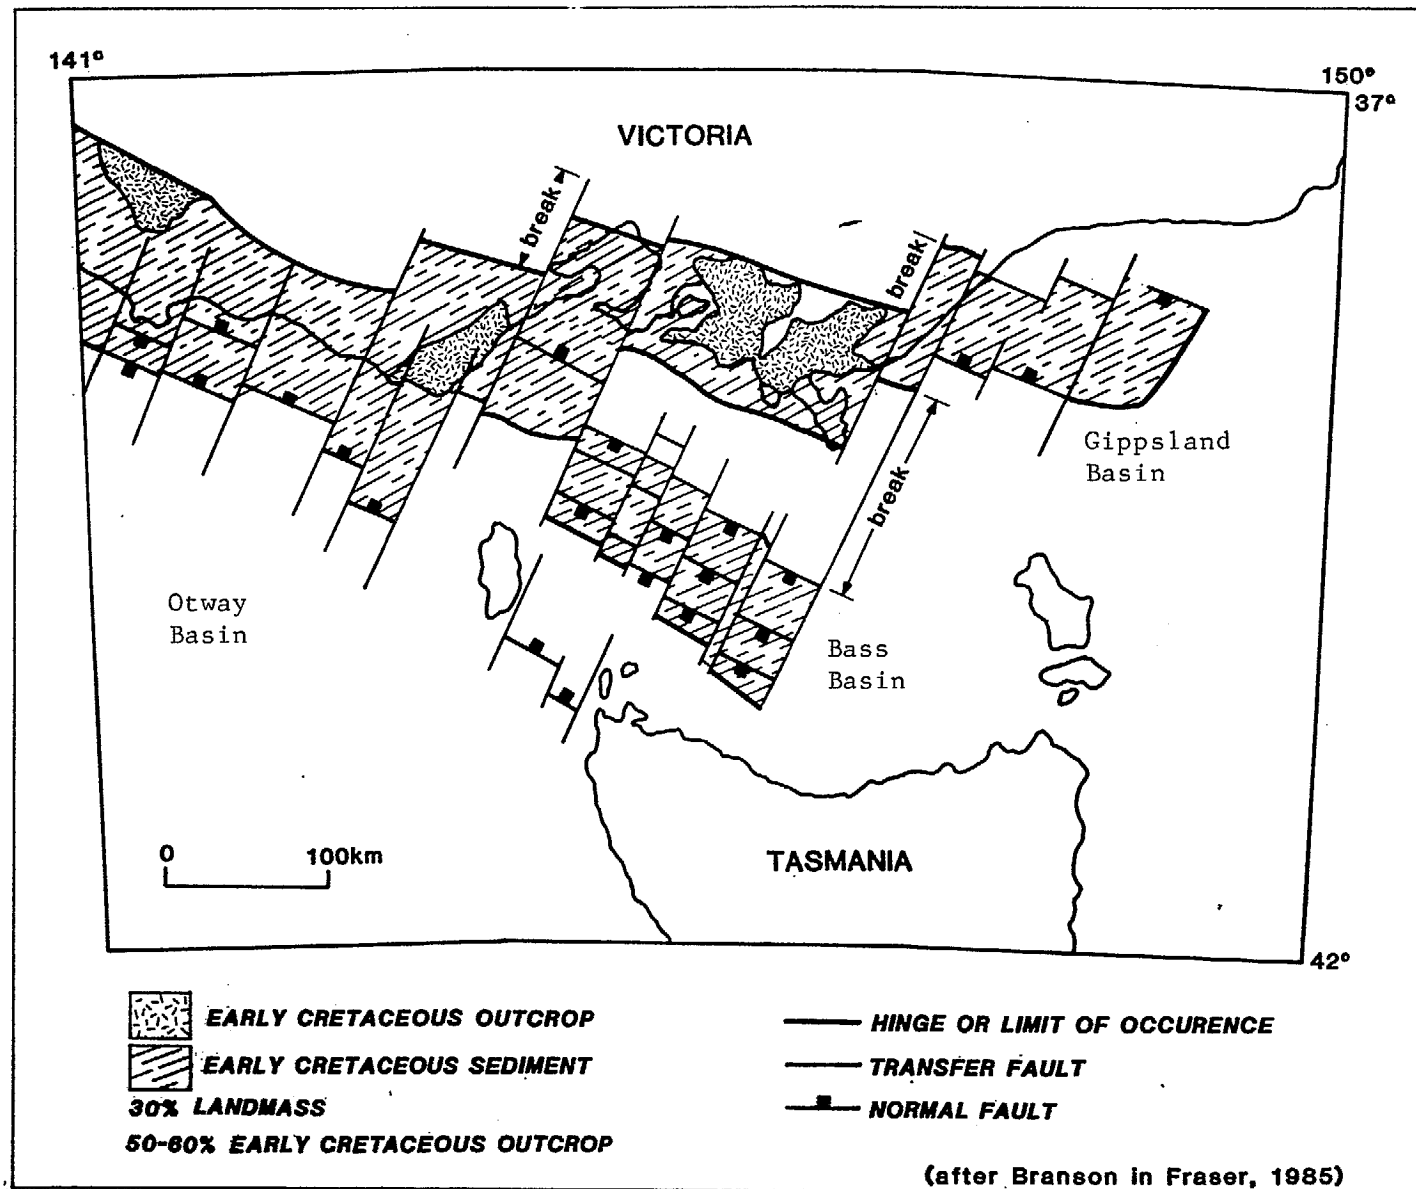 141°
150°
37°
VICTORIA
break
break
break
Gippsland
Basin
Otway
Basin
Bass
Basin
0 100km
TASMANIA
42°
EARLY CRETACEOUS OUTCROP
EARLY CRETACEOUS SEDIMENT
30% LANDMASS
50-60% EARLY CRETACEOUS OUTCROP
HINGE OR LIMIT OF OCCURENCE
TRANSFER FAULT
NORMAL FAULT
(after Branson in Fraser, 1985)